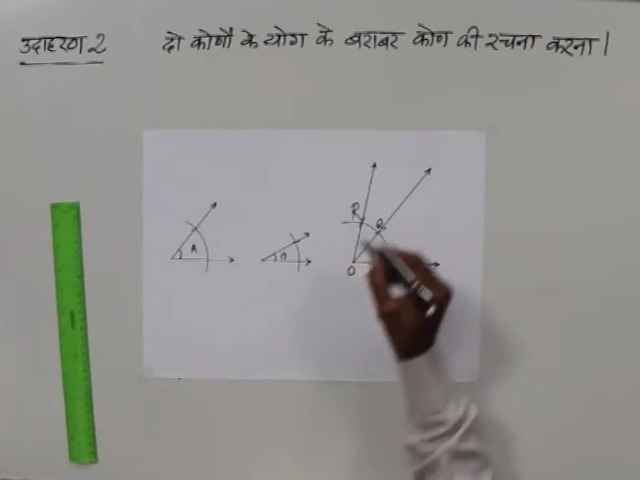 उदाहरण 2 दो कोणों के योग के बराबर कोण की रचना करना।
A
B
R
Q
O